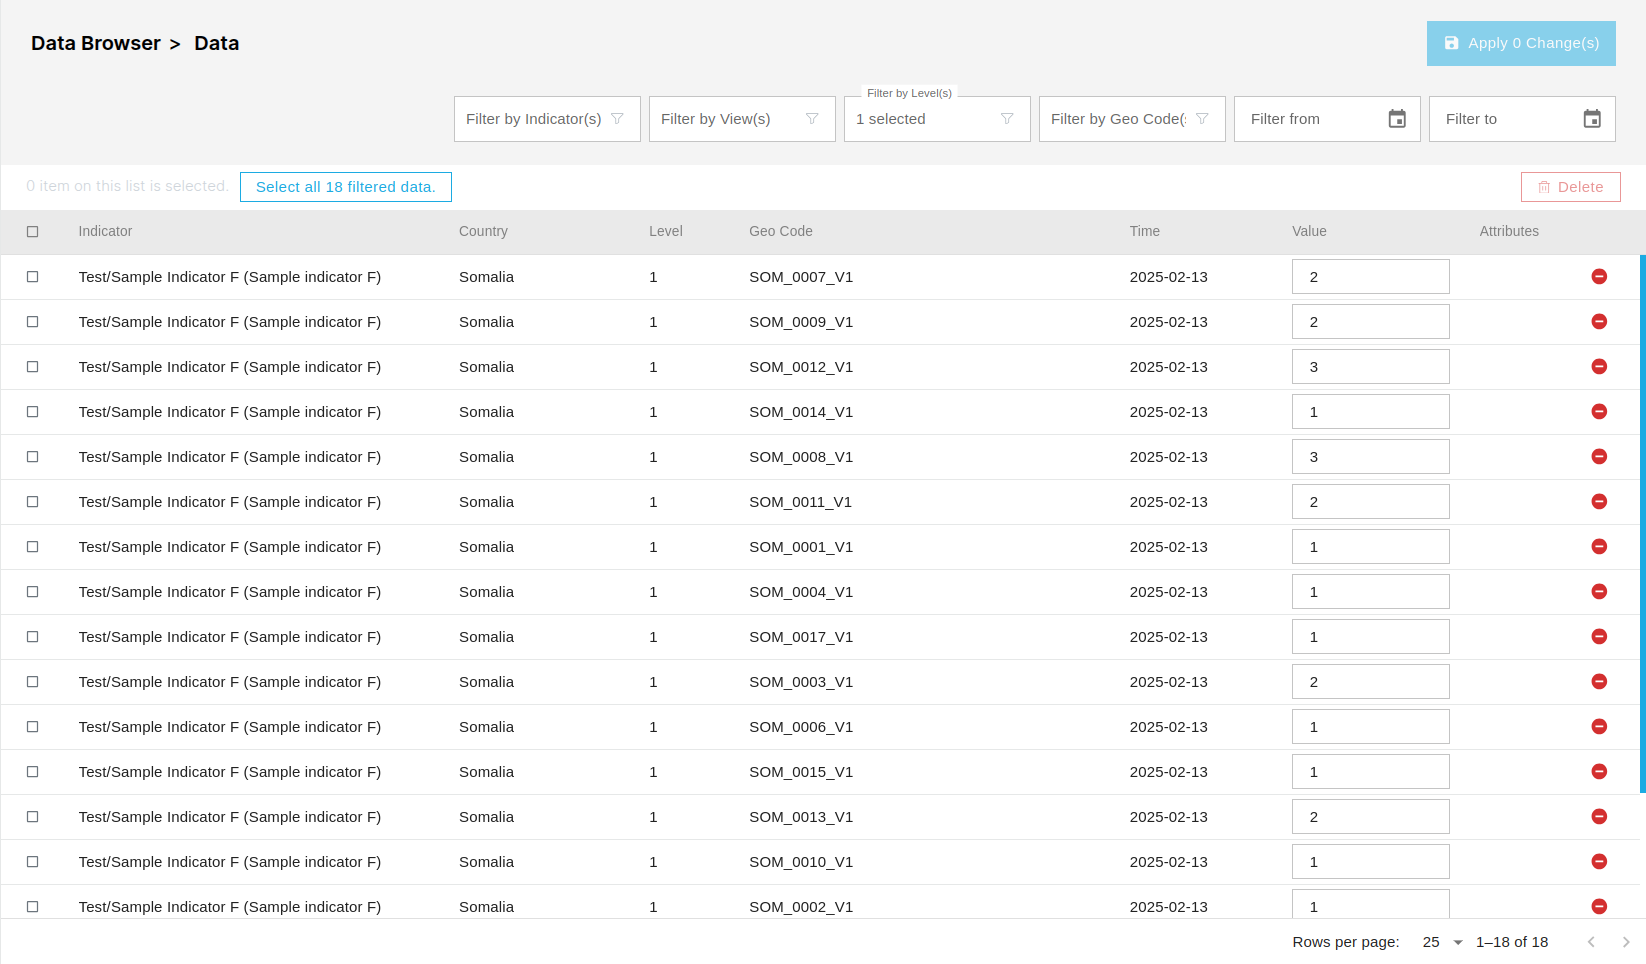 Data Browser > Data
Apply 0 Change(s)
Filter by Level(s)
Filter by Indicator(s) Filter by View(s) 1 selected Filter by Geo Code(s Filter from Filter to
0 item on this list is selected. Select all 18 filtered data. Delete
Indicator Country Level Geo Code Time Value Attributes
Test/Sample Indicator F (Sample indicator F) Somalia 1 SOM_0007_V1 2025-02-13 2
Test/Sample Indicator F (Sample indicator F) Somalia 1 SOM_0009_V1 2025-02-13 2
Test/Sample Indicator F (Sample indicator F) Somalia 1 SOM_0012_V1 2025-02-13 3
Test/Sample Indicator F (Sample indicator F) Somalia 1 SOM_0014_V1 2025-02-13 1
Test/Sample Indicator F (Sample indicator F) Somalia 1 SOM_0008_V1 2025-02-13 3
Test/Sample Indicator F (Sample indicator F) Somalia 1 SOM_0011_V1 2025-02-13 2
Test/Sample Indicator F (Sample indicator F) Somalia 1 SOM_0001_V1 2025-02-13 1
Test/Sample Indicator F (Sample indicator F) Somalia 1 SOM_0004_V1 2025-02-13 1
Test/Sample Indicator F (Sample indicator F) Somalia 1 SOM_0017_V1 2025-02-13 1
Test/Sample Indicator F (Sample indicator F) Somalia 1 SOM_0003_V1 2025-02-13 2
Test/Sample Indicator F (Sample indicator F) Somalia 1 SOM_0006_V1 2025-02-13 1
Test/Sample Indicator F (Sample indicator F) Somalia 1 SOM_0015_V1 2025-02-13 1
Test/Sample Indicator F (Sample indicator F) Somalia 1 SOM_0013_V1 2025-02-13 2
Test/Sample Indicator F (Sample indicator F) Somalia 1 SOM_0010_V1 2025-02-13 1
Test/Sample Indicator F (Sample indicator F) Somalia 1 SOM_0002_V1 2025-02-13 1
Rows per page: 25 1–18 of 18